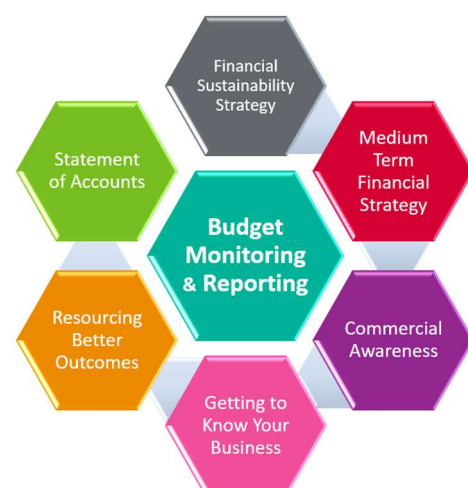 Financial
Sustainability
Strategy
Medium
Term
Financial
Strategy
Commercial
Awareness
Getting to
Know Your
Business
Resourcing
Better
Outcomes
Statement
of Accounts
Budget
Monitoring
& Reporting